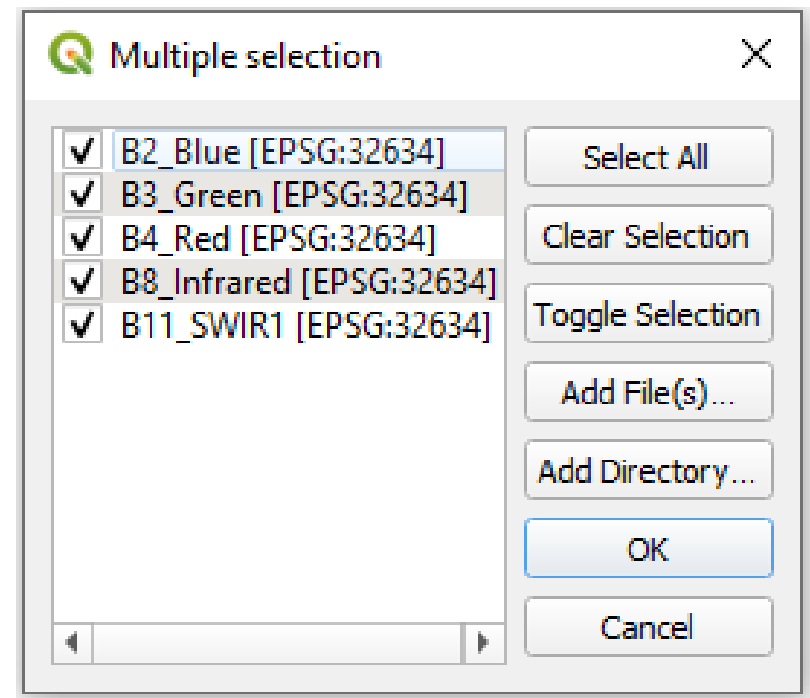 Multiple selection
B2_Blue [EPSG:32634]
B3_Green [EPSG:32634]
B4_Red [EPSG:32634]
B8_Infrared [EPSG:32634]
B11_SWIR1 [EPSG:32634]
Select All
Clear Selection
Toggle Selection
Add File(s)...
Add Directory...
OK
Cancel